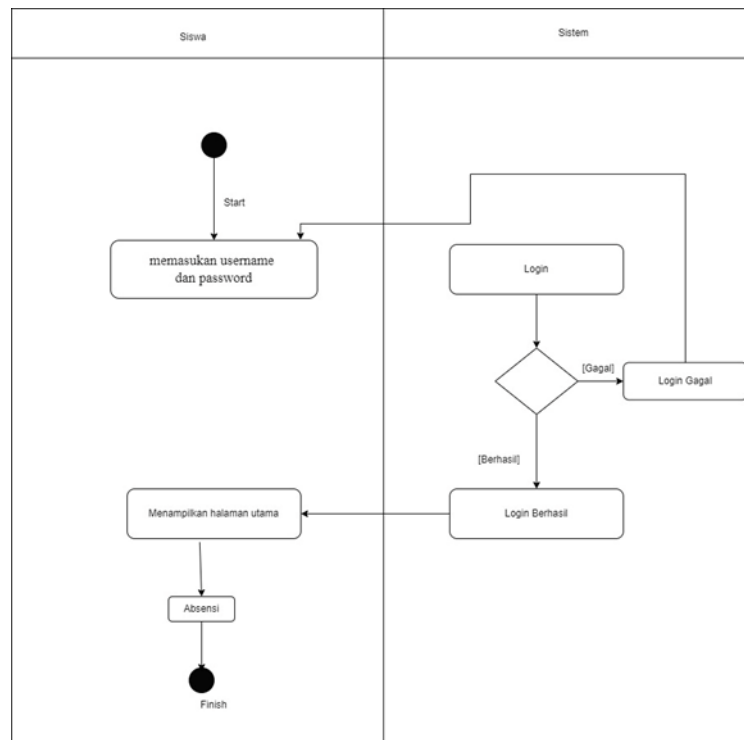 Siswa
Sistem
Start
memasukan username
dan password
Login
[Gagal]
Login Gagal
[Berhasil]
Menampilkan halaman utama
Login Berhasil
Absensi
Finish